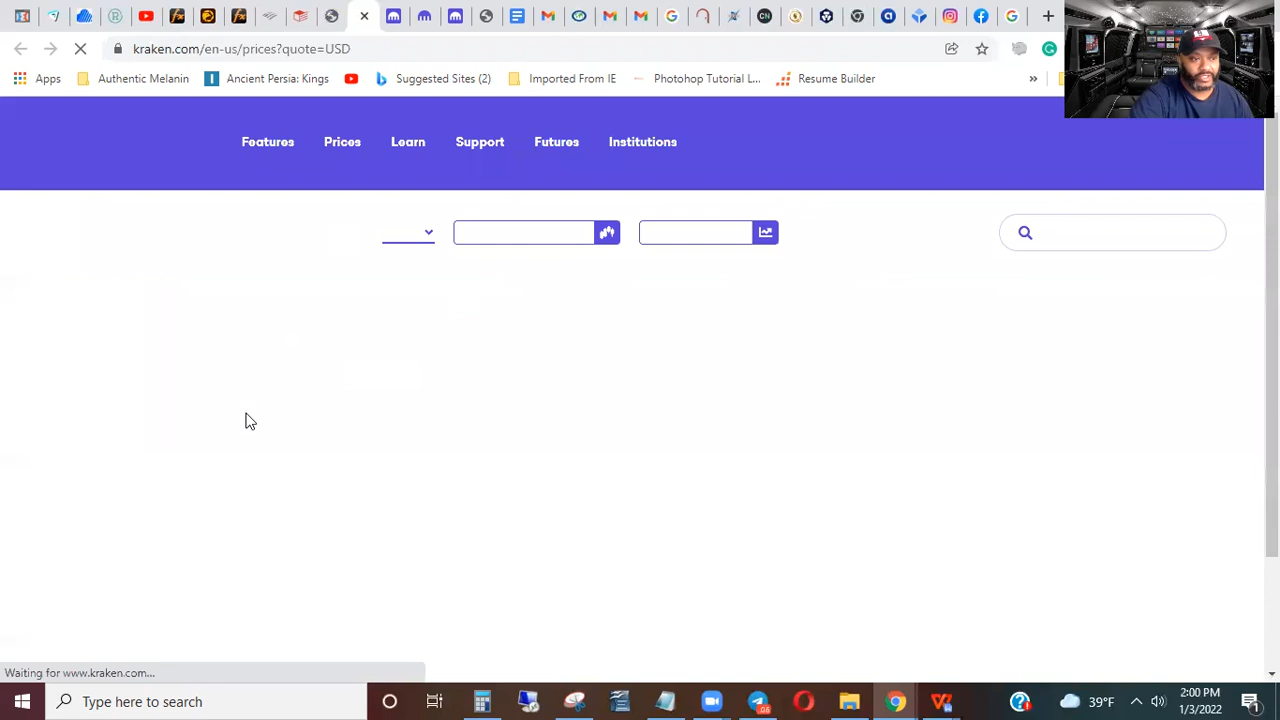 kraken.com/en-us/prices?quote=USD
Apps
Authentic Melanin
Ancient Persia: Kings
Suggested Sites (2)
Imported From IE
Photohop Tutorial L...
Resume Builder
»
Features
Prices
Learn
Support
Futures
Institutions
Waiting for www.kraken.com...
Type here to search
39°F
2:00 PM
1/3/2022